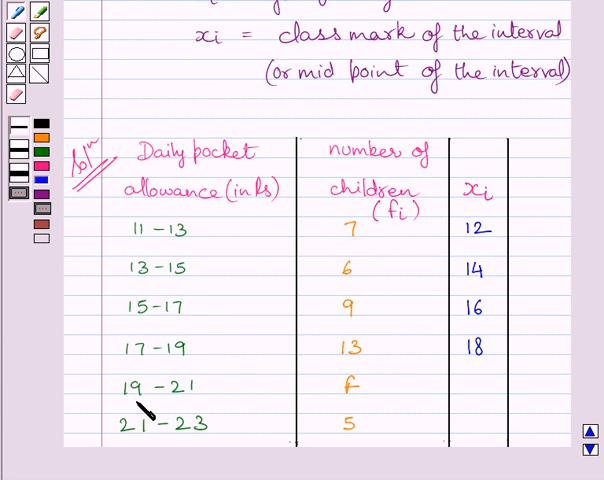 xi = class mark of the interval
(or mid point of the interval)
Solⁿ
Daily pocket allowance (in Rs) number of children (fi) xi
11 – 13 7 12
13 – 15 6 14
15 – 17 9 16
17 – 19 13 18
19 – 21 f
21 – 23 5